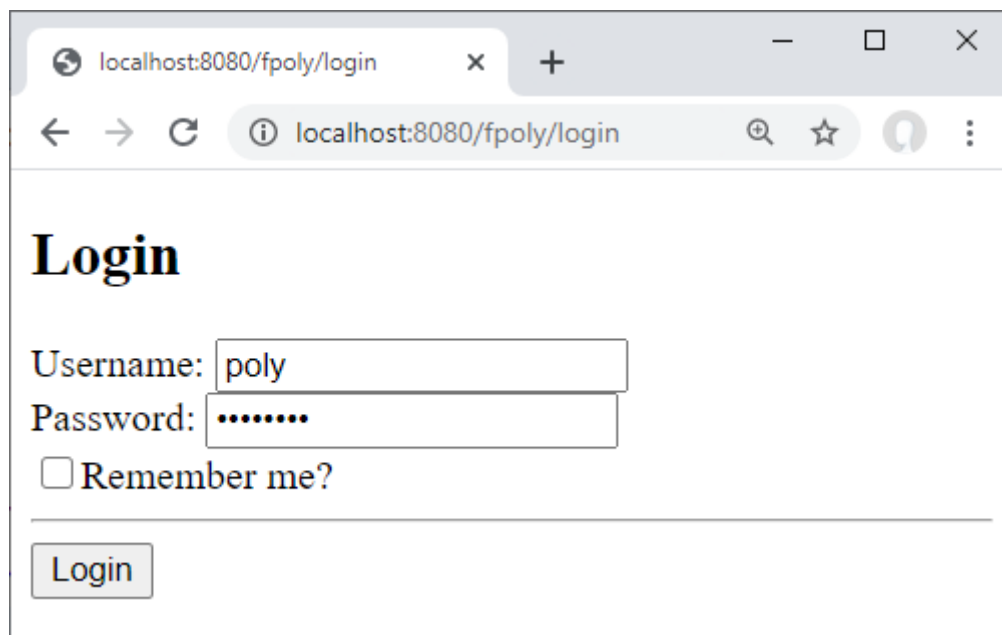 localhost:8080/fpoly/login
localhost:8080/fpoly/login
Login
Username: poly
Password: ••••••••
Remember me?
Login